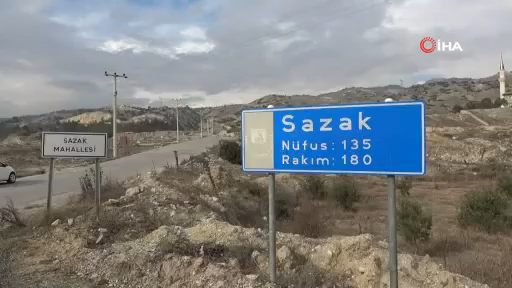 İHA
SAZAK
MAHALLESİ
Sazak
Nüfus: 135
Rakım: 180